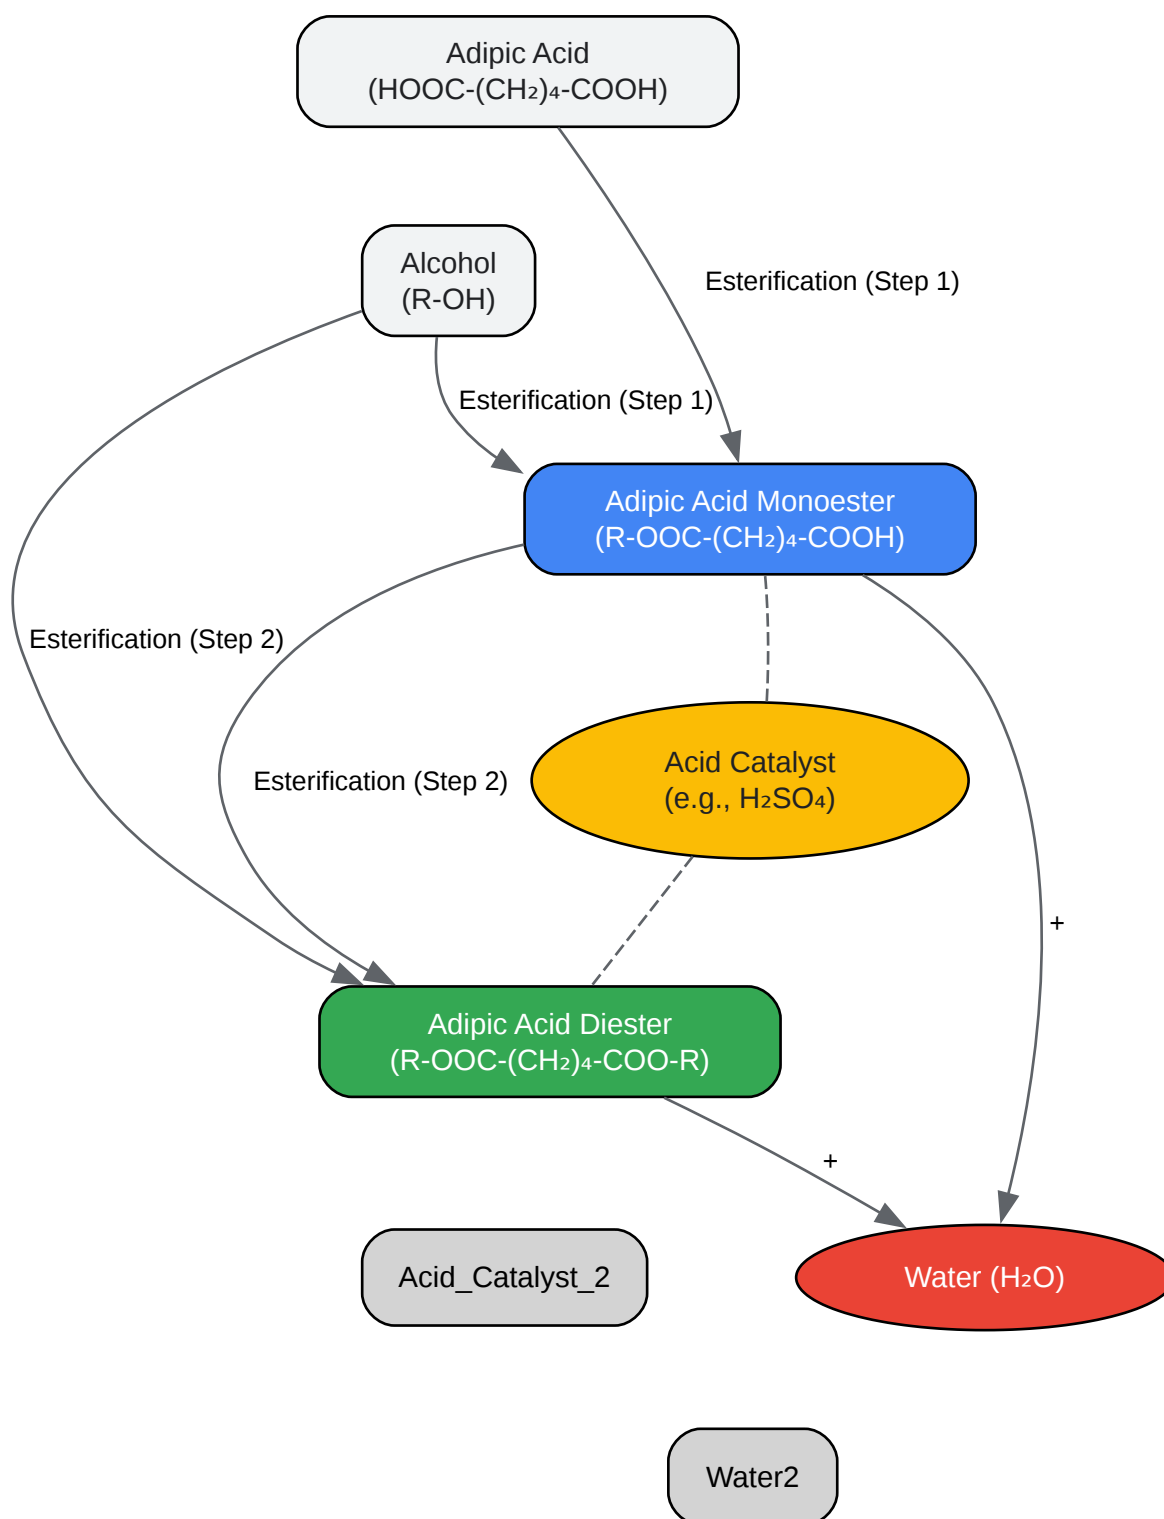 Adipic Acid
(HOOC-(CH₂)₄-COOH)
Alcohol
(R-OH)
Esterification (Step 1)
Esterification (Step 1)
Adipic Acid Monoester
(R-OOC-(CH₂)₄-COOH)
Esterification (Step 2)
Acid Catalyst
(e.g., H₂SO₄)
Esterification (Step 2)
+
Adipic Acid Diester
(R-OOC-(CH₂)₄-COO-R)
+
Acid_Catalyst_2
Water (H₂O)
Water2